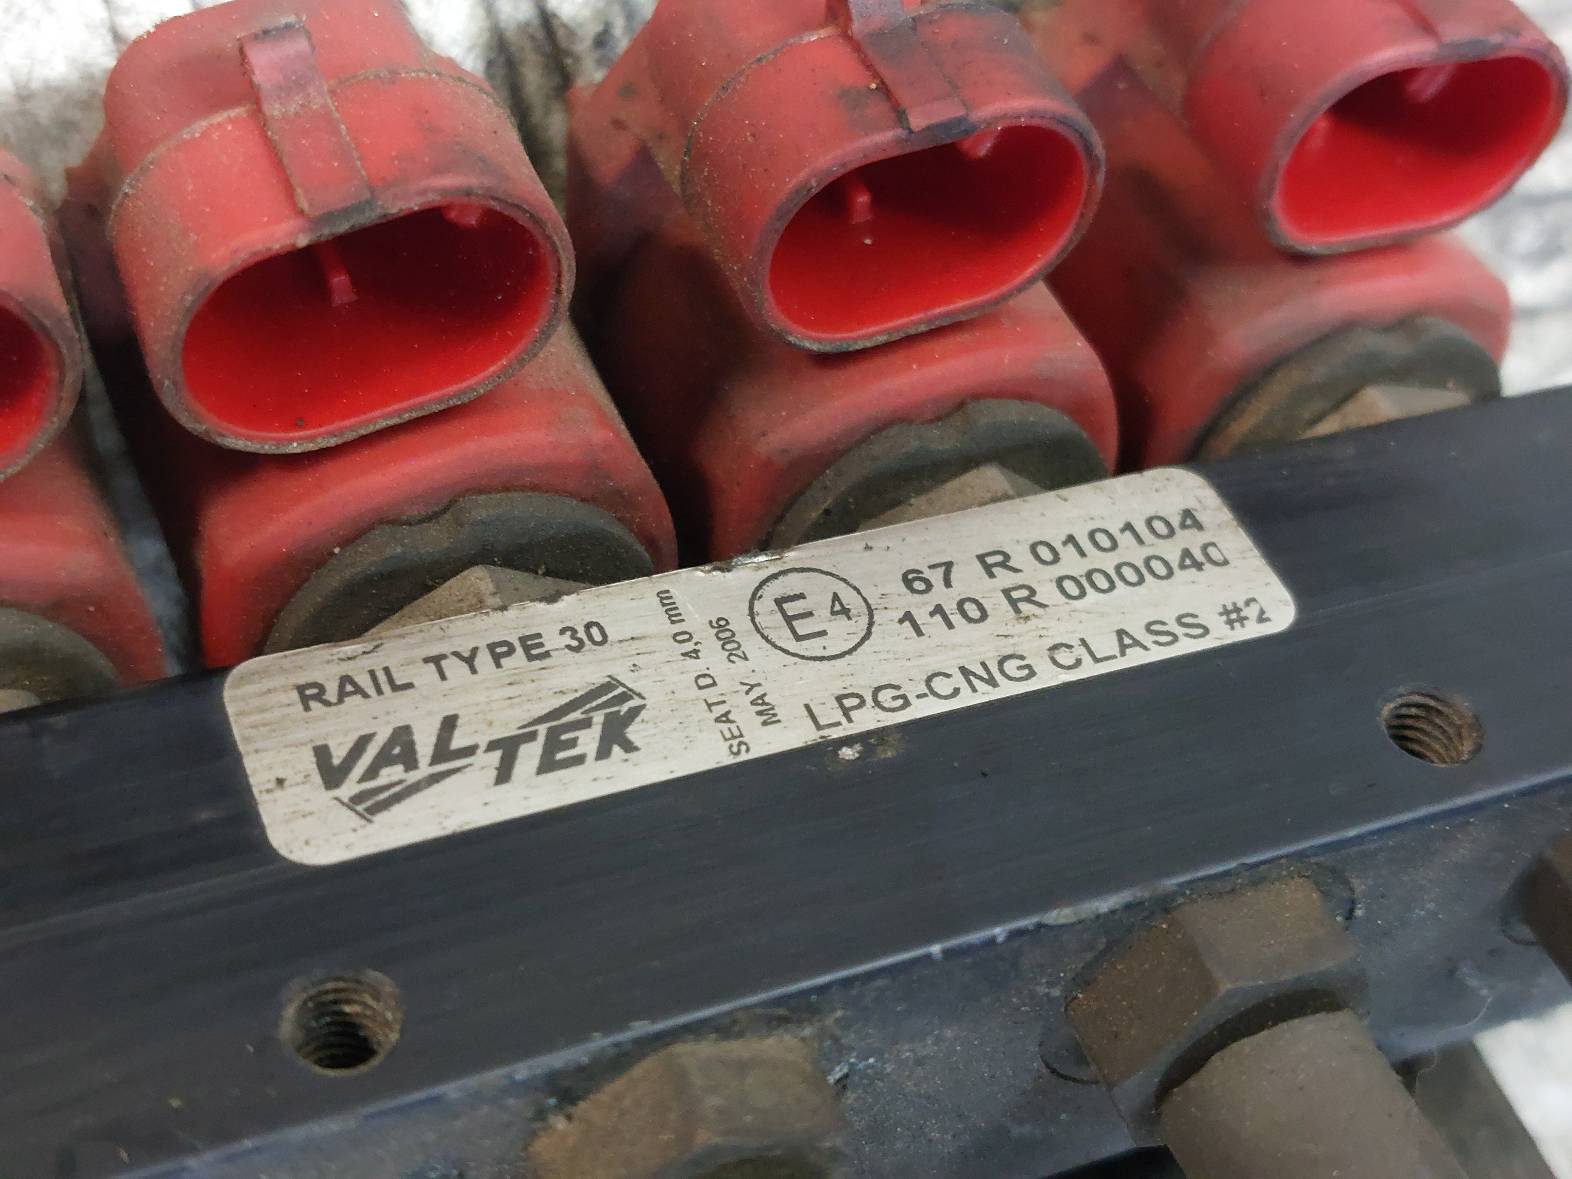 RAIL TYPE 30
VALTEK
SEAT D. 4,0 mm
MAY 2006
E4
67 R 010104
110 R 000040
LPG-CNG CLASS #2